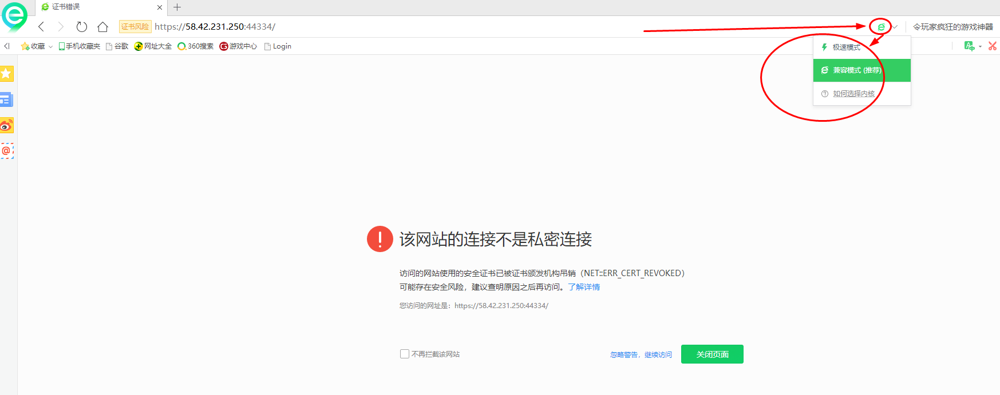 证书错误
证书风险 https://58.42.231.250:44334/
令玩家疯狂的游戏神器
收藏 手机收藏夹 谷歌 网址大全 360搜索 游戏中心 Login
极速模式
兼容模式 (推荐)
如何选择内核
该网站的连接不是私密连接
访问的网站使用的安全证书已被证书颁发机构吊销（NET::ERR_CERT_REVOKED）
可能存在安全风险，建议查明原因之后再访问。了解详情
您访问的网址是：https://58.42.231.250:44334/
不再拦截该网站
忽略警告，继续访问
关闭页面